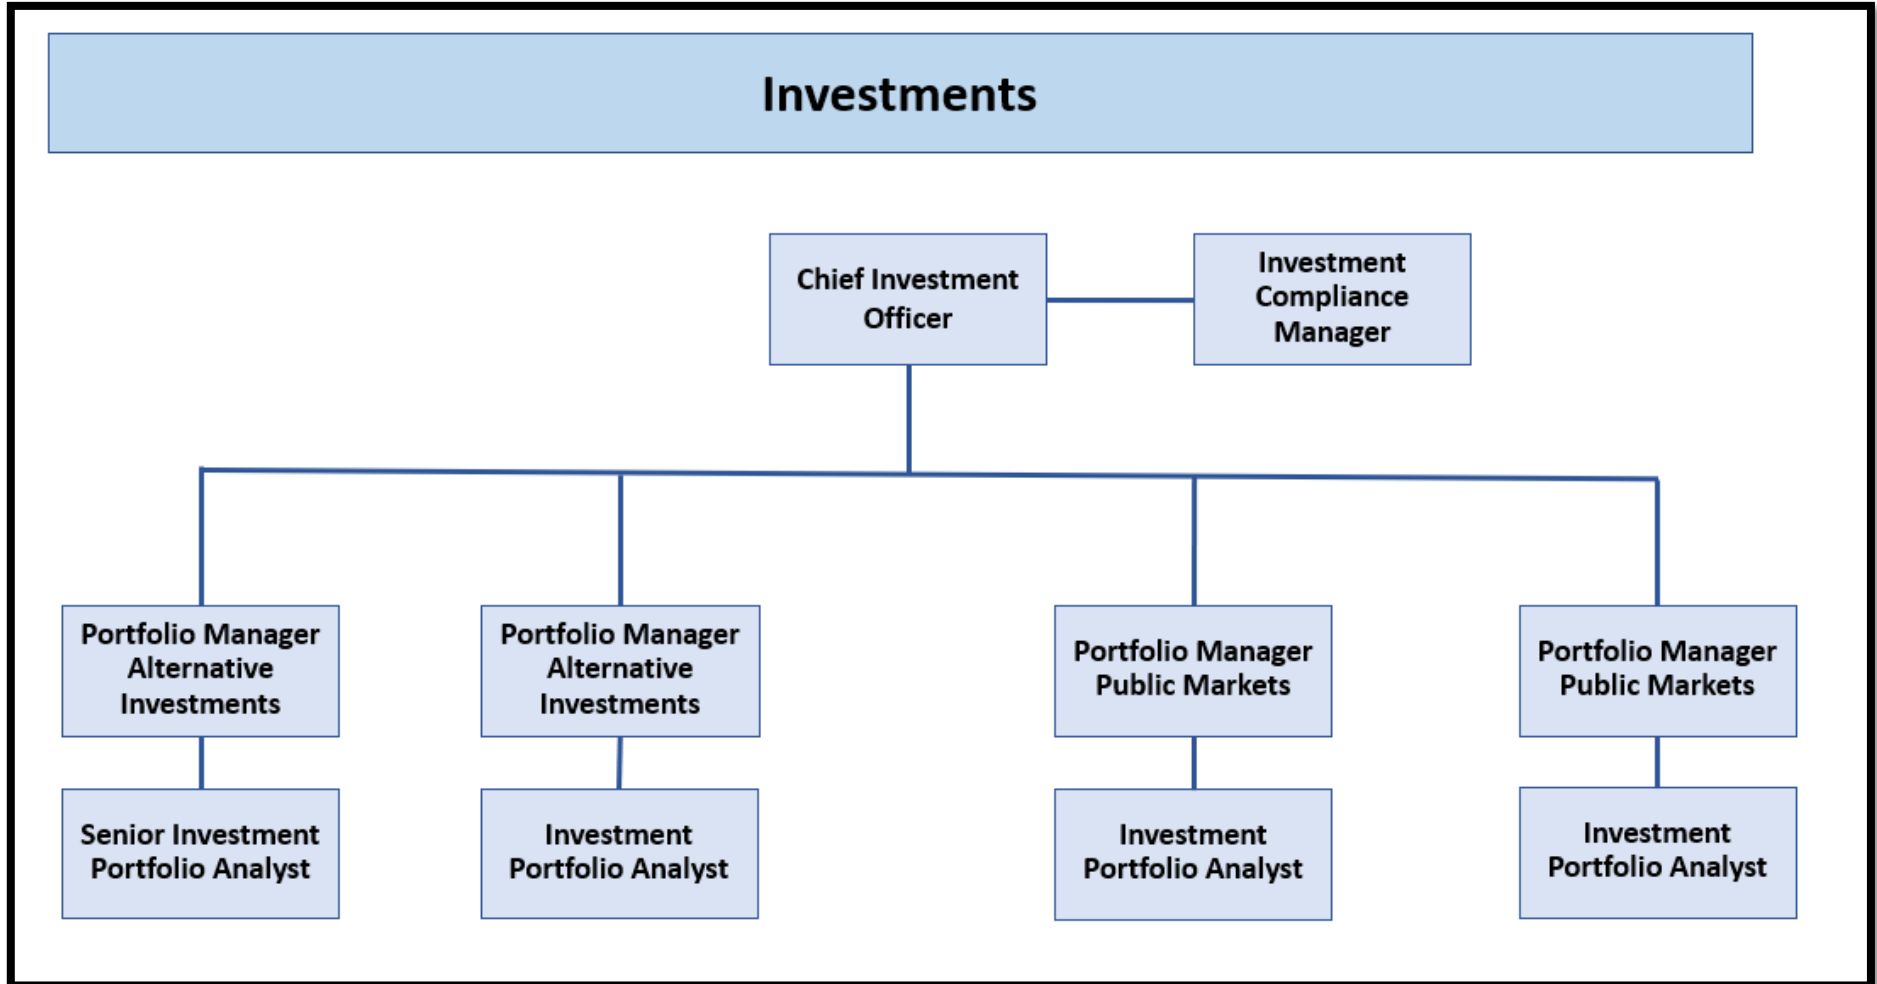 Investments
Chief Investment
Officer
Investment
Compliance
Manager
Portfolio Manager
Alternative
Investments
Portfolio Manager
Alternative
Investments
Portfolio Manager
Public Markets
Portfolio Manager
Public Markets
Senior Investment
Portfolio Analyst
Investment
Portfolio Analyst
Investment
Portfolio Analyst
Investment
Portfolio Analyst